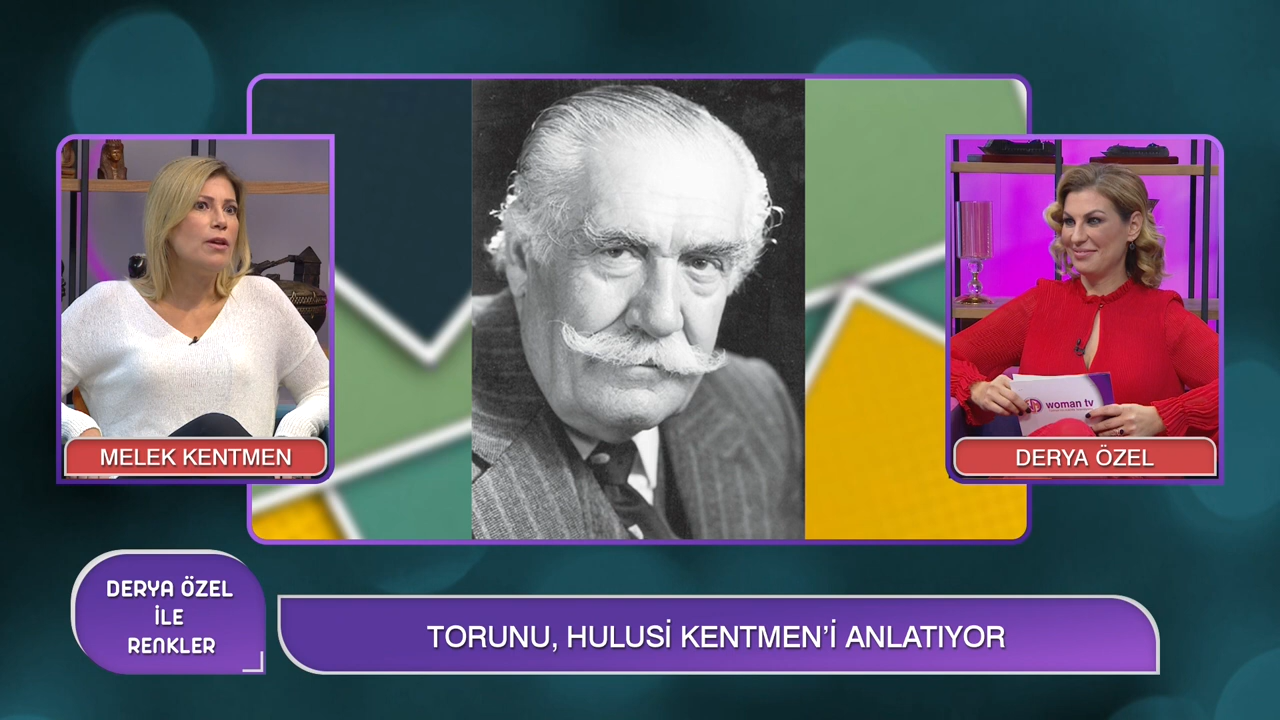 MELEK KENTMEN
woman tv
DERYA ÖZEL
DERYA ÖZEL
İLE
RENKLER
TORUNU, HULUSİ KENTMEN'İ ANLATIYOR